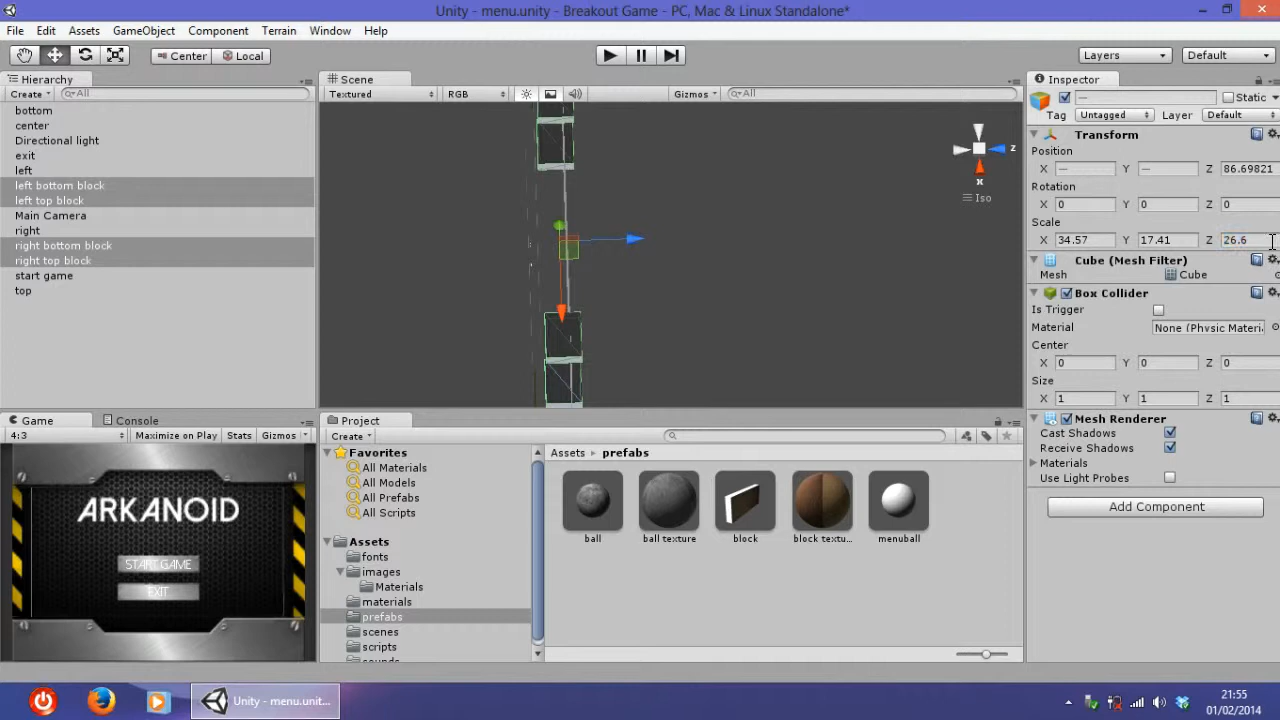 Unity - menu.unity - Breakout Game - PC, Mac & Linux Standalone*
File Edit Assets GameObject Component Terrain Window Help
Center Local
Layers Default
Hierarchy
Create All
bottom
center
Directional light
exit
left
left bottom block
left top block
Main Camera
right
right bottom block
right top block
start game
top
Scene
Textured RGB Gizmos All
z
x
Iso
Inspector
— Static
Tag Untagged Layer Default
Transform
Position
X — Y — Z 86.69821
Rotation
X 0 Y 0 Z 0
Scale
X 34.57 Y 17.41 Z 26.6
Cube (Mesh Filter)
Mesh Cube
Box Collider
Is Trigger
Material None (Physic Materi
Center
X 0 Y 0 Z 0
Size
X 1 Y 1 Z 1
Mesh Renderer
Cast Shadows
Receive Shadows
Materials
Use Light Probes
Add Component
Game Console
4:3 Maximize on Play Stats Gizmos
ARKANOID
START GAME
EXIT
Project
Create
Favorites
All Materials
All Models
All Prefabs
All Scripts
Assets
fonts
images
Materials
materials
prefabs
scenes
scripts
sounds
Assets prefabs
ball ball texture block block textu... menuball
Unity - menu.unit...
21:55
01/02/2014